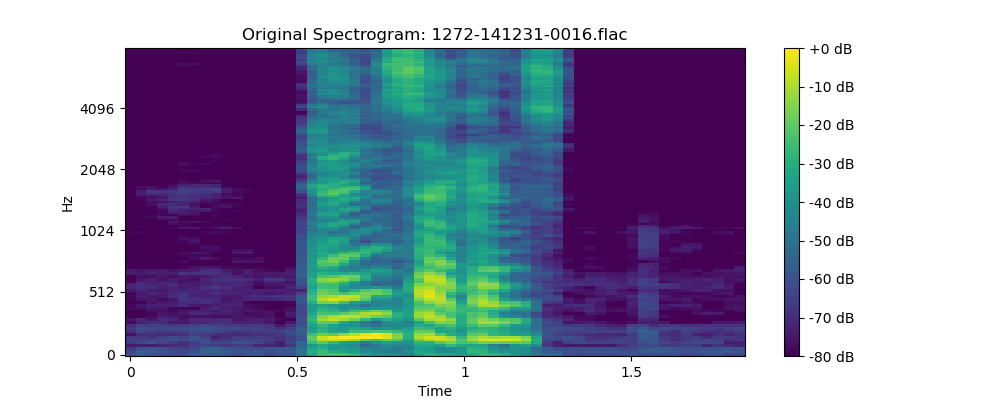 Original Spectrogram: 1272-141231-0016.flac
Hz
4096
2048
1024
512
0
0
0.5
1
1.5
Time
+0 dB
-10 dB
-20 dB
-30 dB
-40 dB
-50 dB
-60 dB
-70 dB
-80 dB